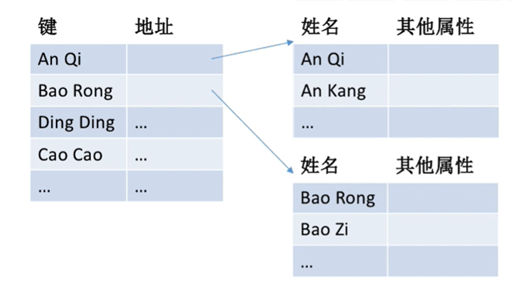 键 地址
An Qi
Bao Rong
Ding Ding ...
Cao Cao ...
... ...
姓名 其他属性
An Qi
An Kang
...
姓名 其他属性
Bao Rong
Bao Zi
...